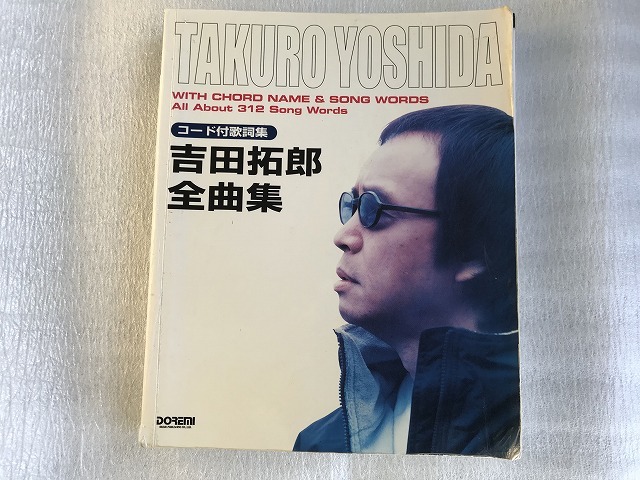 TAKURO YOSHIDA
WITH CHORD NAME & SONG WORDS
All About 312 Song Words
コード付歌詞集
吉田拓郎
全曲集
DOREMI